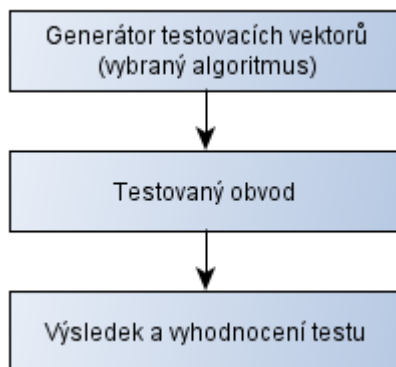 Generátor testovacích vektorů
(vybraný algoritmus)
Testovaný obvod
Výsledek a vyhodnocení testu